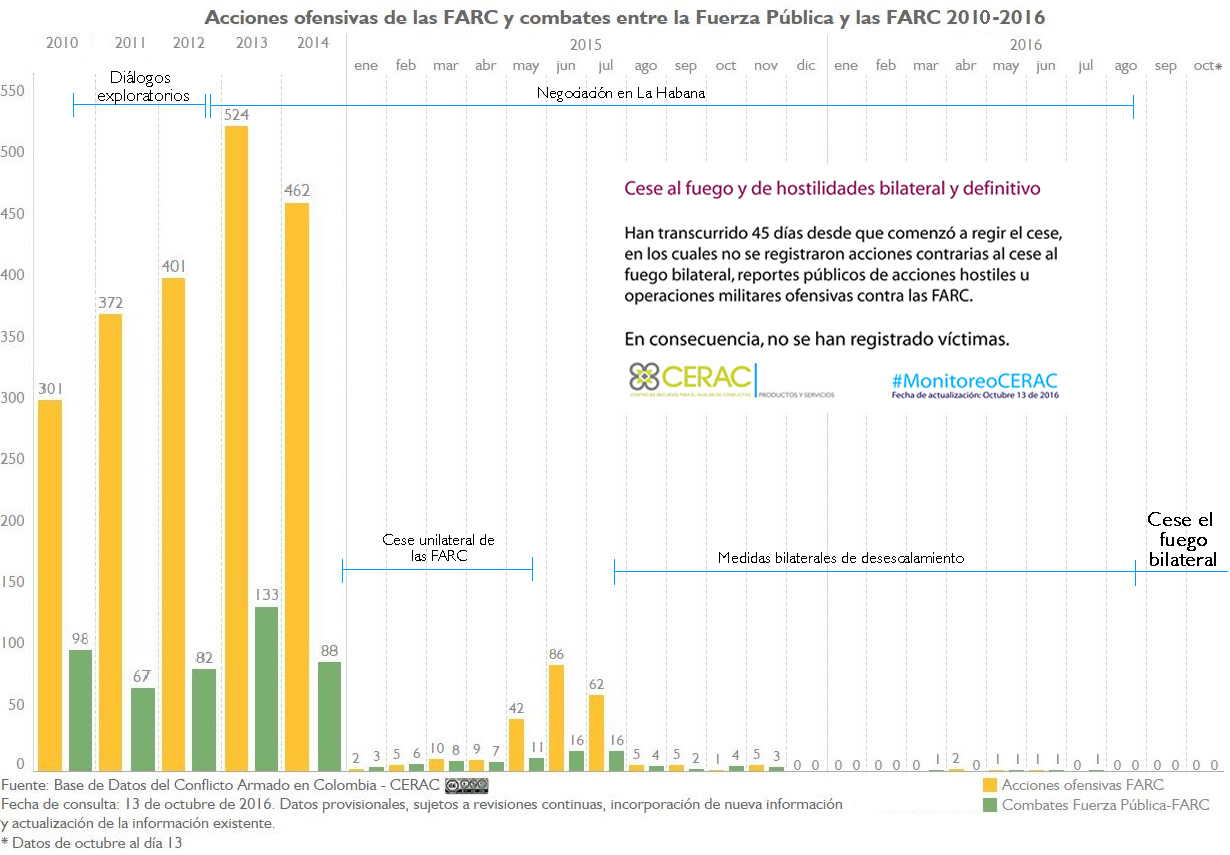 Acciones ofensivas de las FARC y combates entre la Fuerza Pública y las FARC 2010-2016
2010 2011 2012 2013 2014 2015 2016
ene feb mar abr may jun jul ago sep oct nov dic ene feb mar abr may jun jul ago sep oct*
Diálogos
exploratorios
Negociación en La Habana
550
500
450
400
350
300
250
200
150
100
50
0
301
98
372
67
401
82
524
133
462
88
Cese al fuego y de hostilidades bilateral y definitivo
Han transcurrido 45 días desde que comenzó a regir el cese,
en los cuales no se registraron acciones contrarias al cese al
fuego bilateral, reportes públicos de acciones hostiles u
operaciones militares ofensivas contra las FARC.
En consecuencia, no se han registrado víctimas.
CERAC
CENTRO DE RECURSOS PARA EL ANÁLISIS DE CONFLICTOS
PRODUCTOS Y SERVICIOS
#MonitoreoCERAC
Fecha de actualización: Octubre 13 de 2016
Cese unilateral de
las FARC
Medidas bilaterales de desescalamiento
Cese el
fuego
bilateral
2 3 5 6 10 8 9 7 42 11 86 16 62 16 5 4 5 2 1 4 5 3 0 0 0 0 0 0 0 1 2 0 1 1 1 1 0 1 0 0 0 0 0 0
Fuente: Base de Datos del Conflicto Armado en Colombia - CERAC
Fecha de consulta: 13 de octubre de 2016. Datos provisionales, sujetos a revisiones continuas, incorporación de nueva información
y actualización de la información existente.
* Datos de octubre al día 13
Acciones ofensivas FARC
Combates Fuerza Pública-FARC